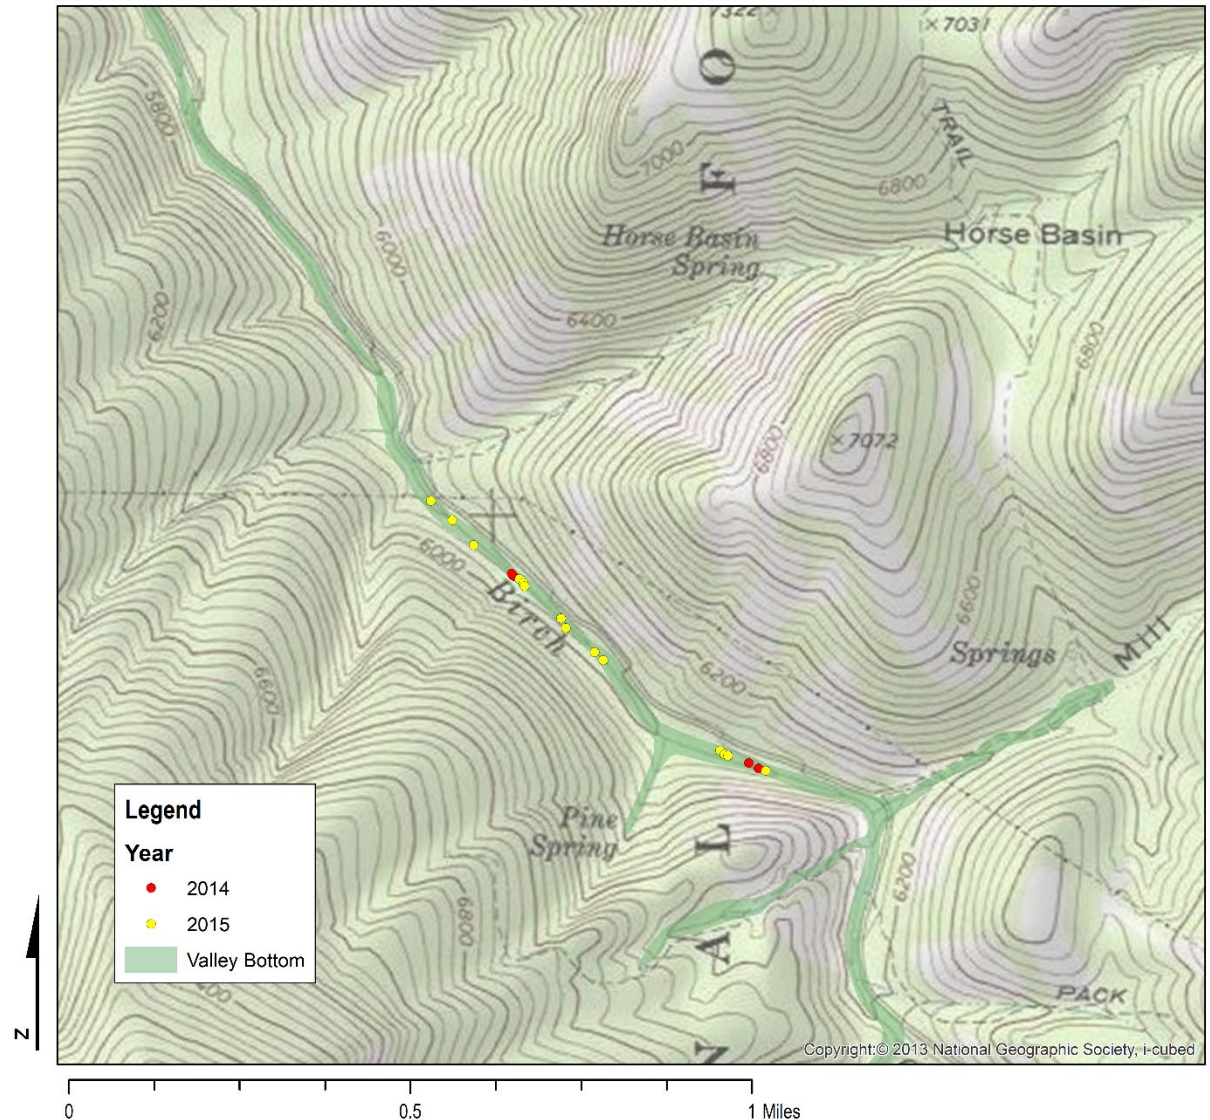 7322×
×7031
O
5800
TRAIL
7000
F
6800
Horse Basin
Horse Basin
Spring
6000
6200
6400
6800
6800
×7072
6000
Birch
6600
Mill
Springs
6200
6600
Pine
Spring
L
6200
6800
A
PACK
N
Legend
Year
2014
2015
Valley Bottom
Copyright:© 2013 National Geographic Society, i-cubed
N
0
0.5
1 Miles